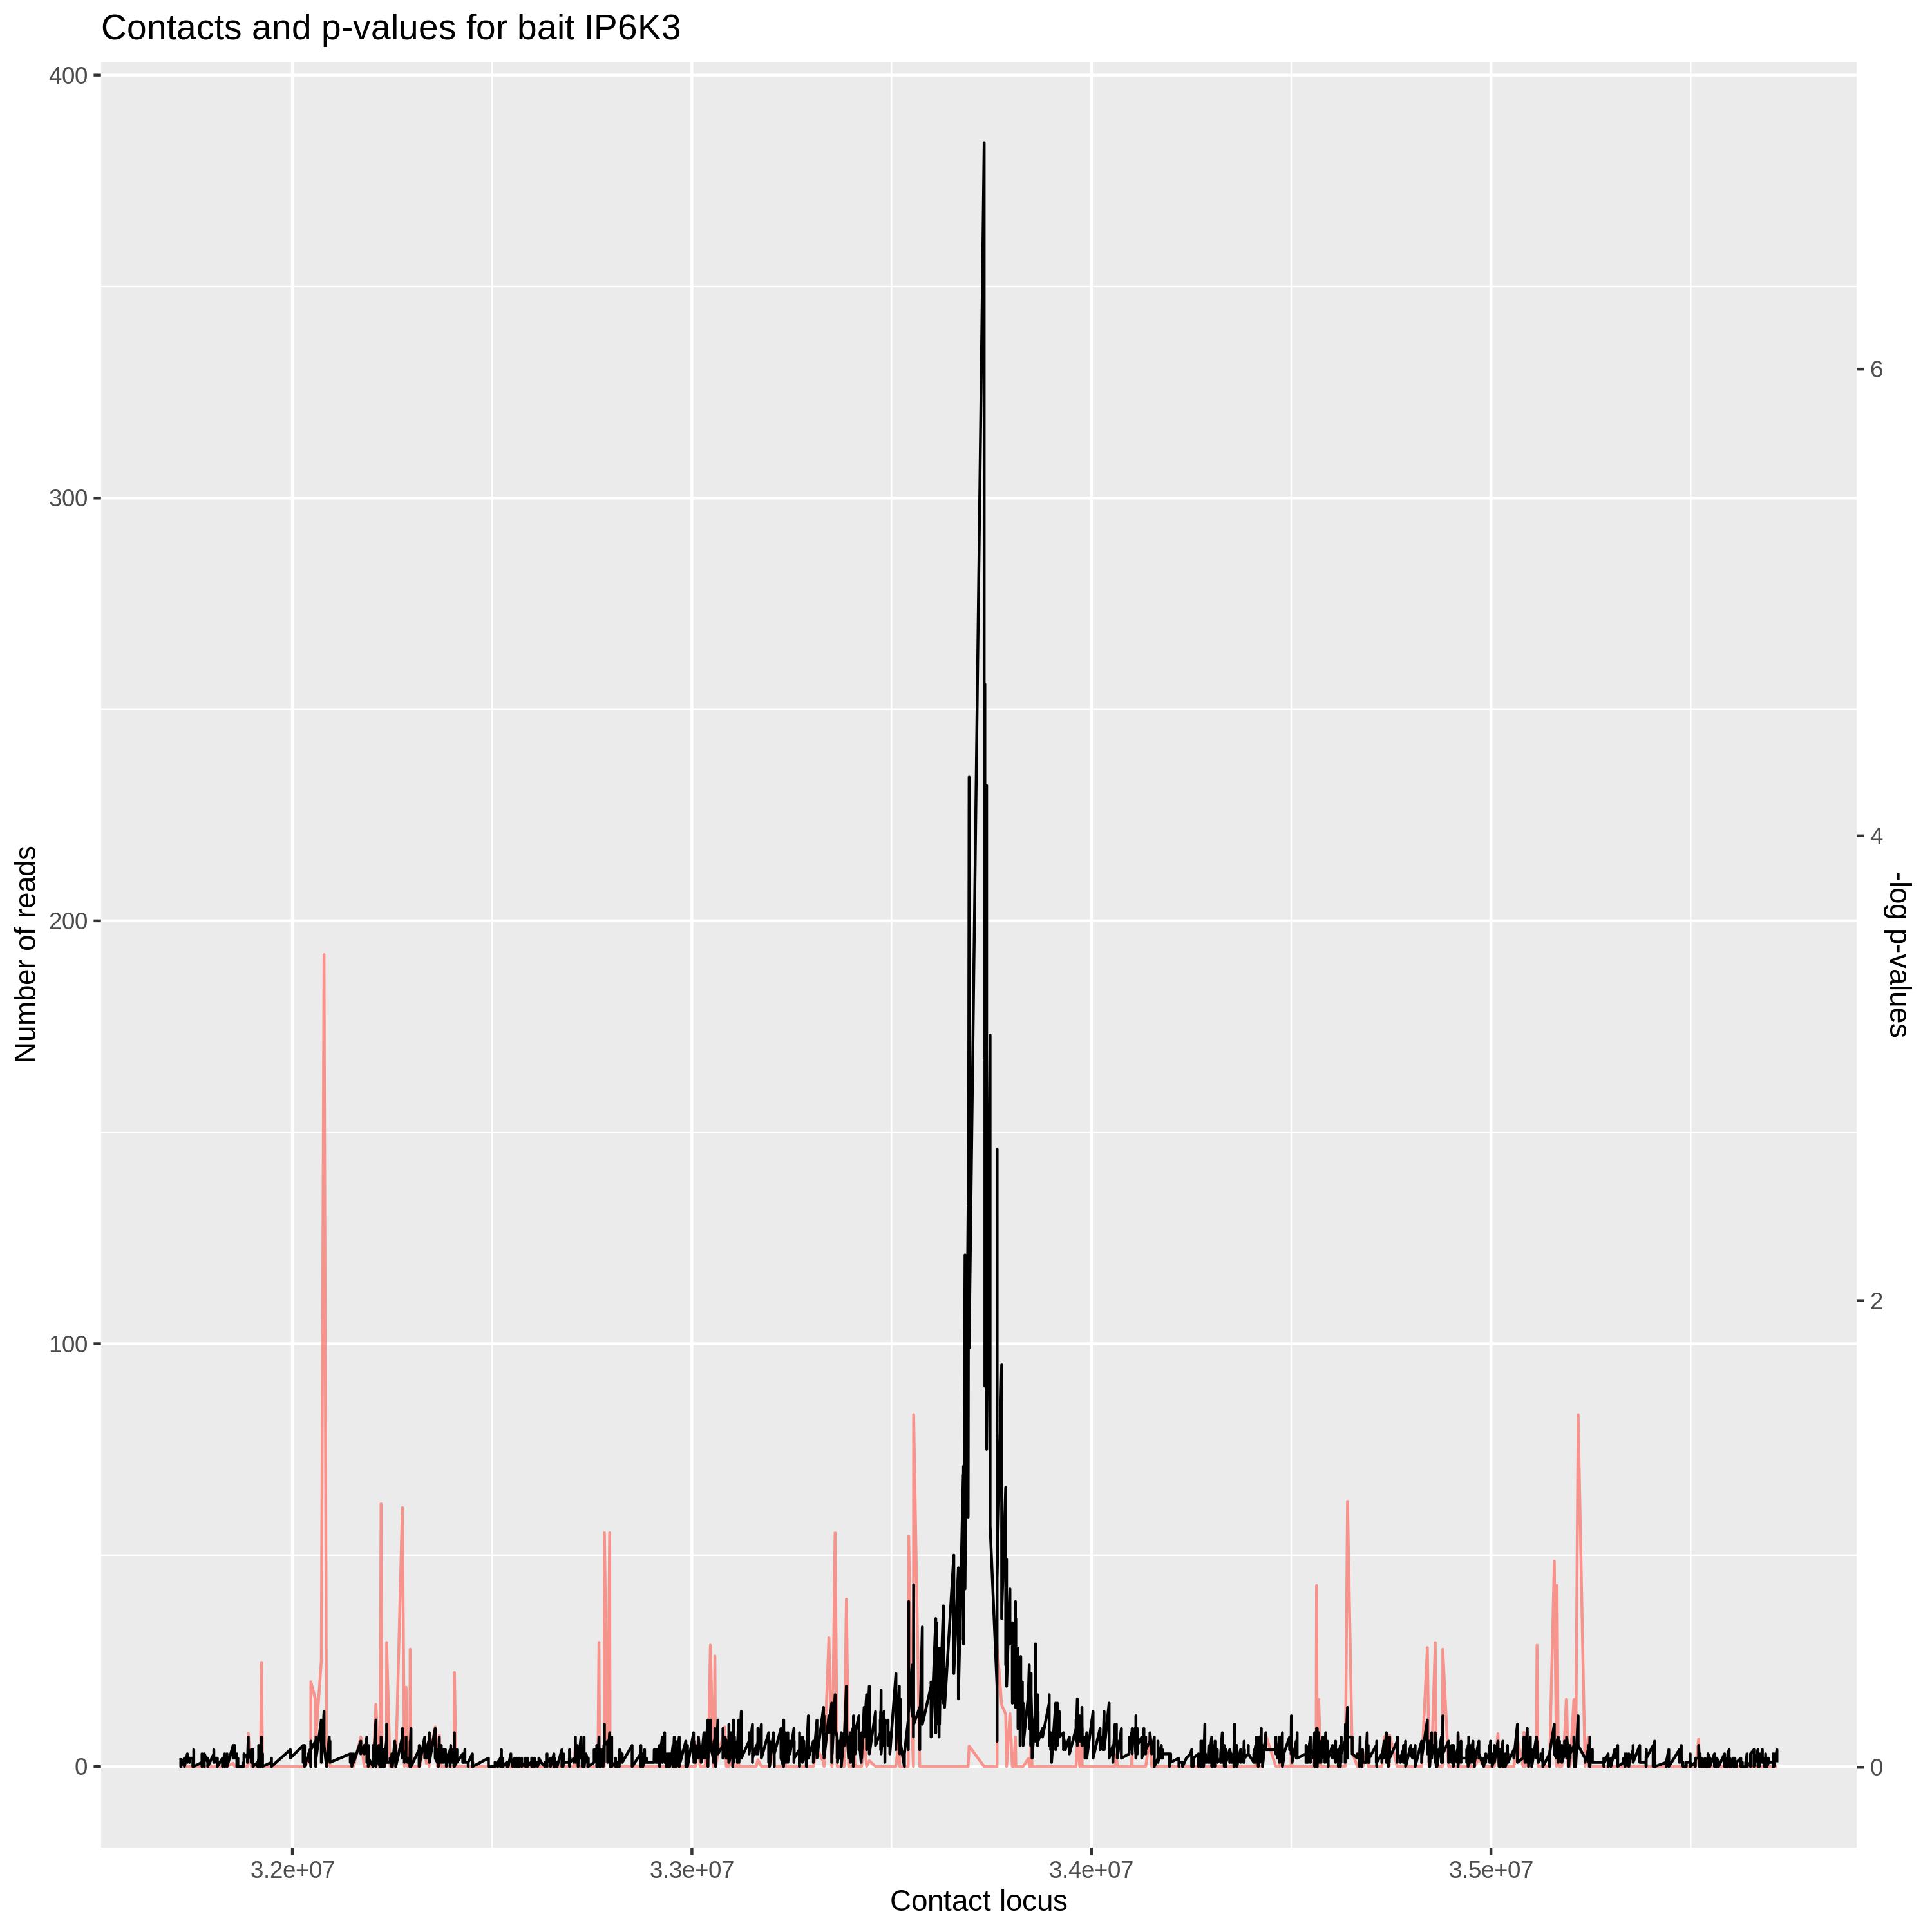 Contacts and p-values for bait IP6K3
400
300
200
100
0
Number of reads
6
4
2
0
-log p-values
3.2e+07
3.3e+07
3.4e+07
3.5e+07
Contact locus